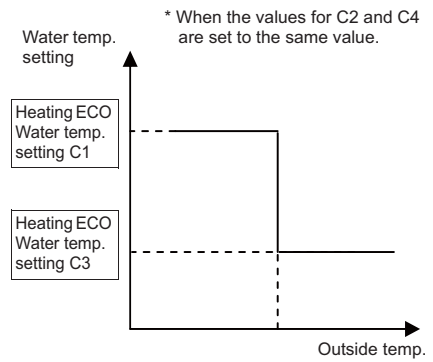 * When the values for C2 and C4
are set to the same value.
Water temp.
setting
Heating ECO
Water temp.
setting C1
Heating ECO
Water temp.
setting C3
Outside temp.